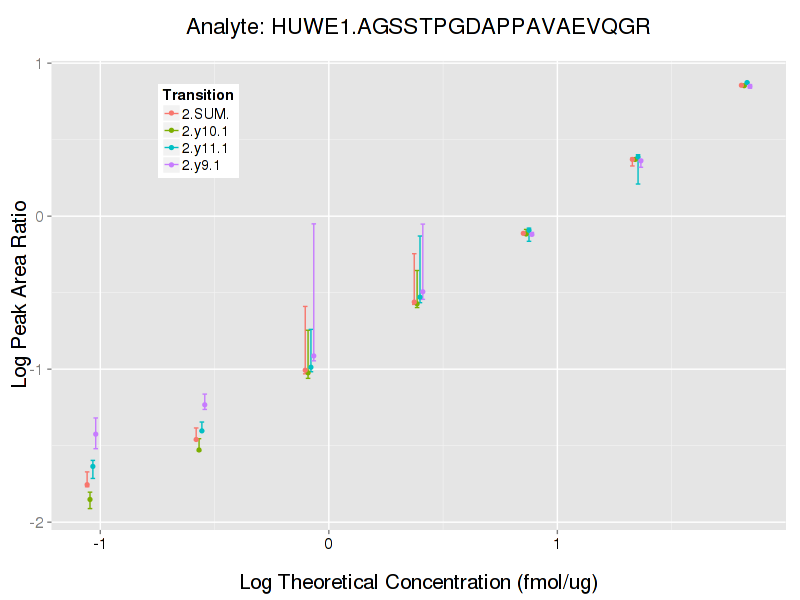 Analyte: HUWE1.AGSSTPGDAPPAVAEVQGR
Transition
2.SUM.
2.y10.1
2.y11.1
2.y9.1
Log Peak Area Ratio
1
0
-1
-2
-1
0
1
Log Theoretical Concentration (fmol/ug)